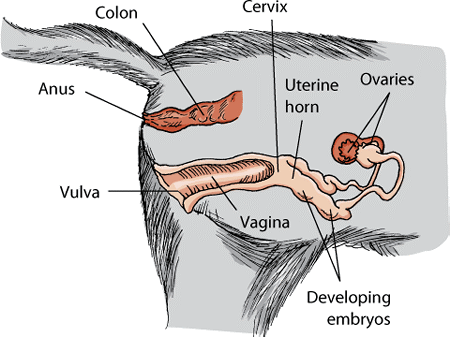 Cervix
Colon
Anus
Uterine
horn
Ovaries
Vulva
Vagina
Developing
embryos